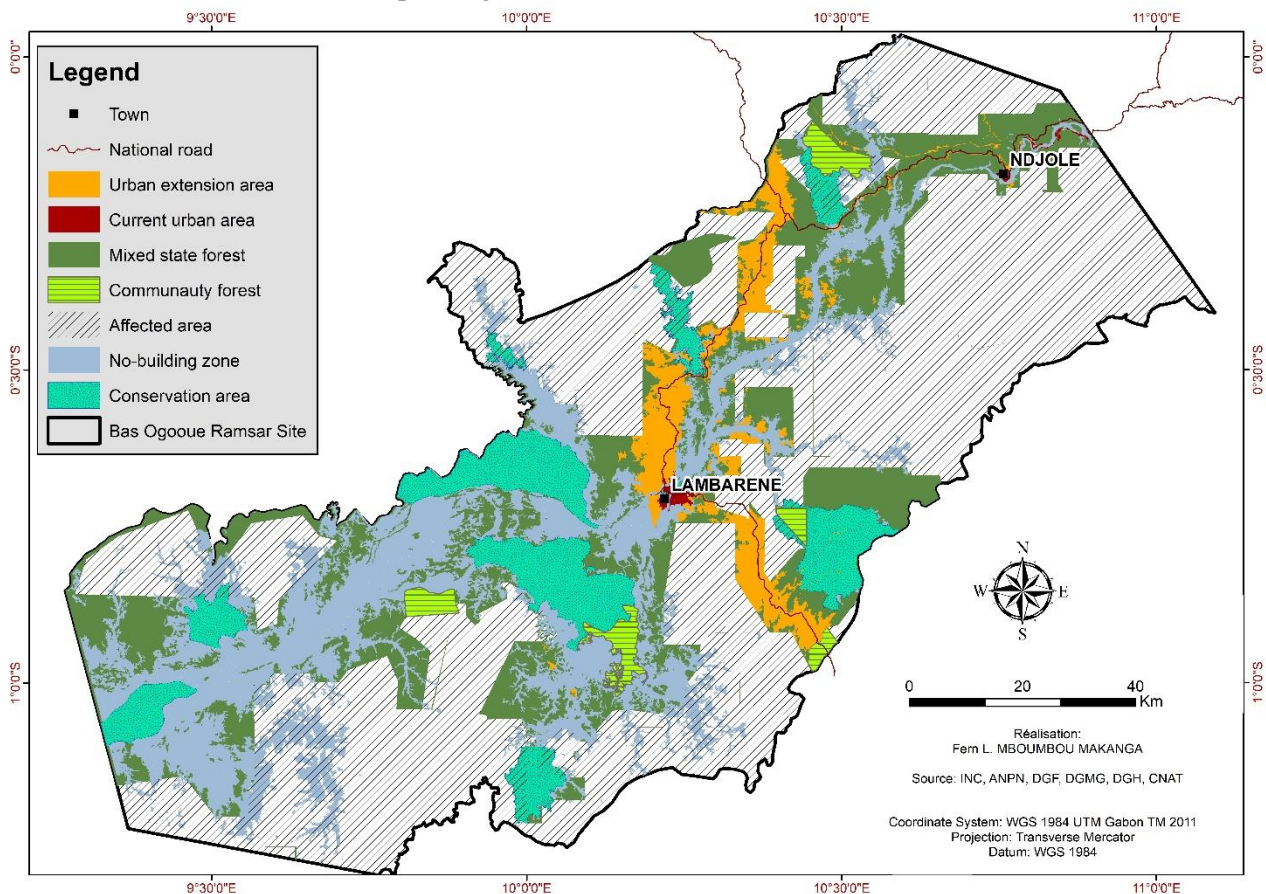 9°30'0"E 10°0'0"E 10°30'0"E 11°0'0"E
0°0'0"
0°0'0"
Legend
Town
National road
Urban extension area
Current urban area
Mixed state forest
Communauty forest
Affected area
No-building zone
Conservation area
Bas Ogooue Ramsar Site
NDJOLE
0°30'0"S
0°30'0"S
LAMBARENE
N
W E
S
1°0'0"S
1°0'0"S
0 20 40
Km
Réalisation:
Fern L. MBOUMBOU MAKANGA
Source: INC, ANPN, DGF, DGMG, DGH, CNAT
Coordinate System: WGS 1984 UTM Gabon TM 2011
Projection: Transverse Mercator
Datum: WGS 1984
9°30'0"E 10°0'0"E 10°30'0"E 11°0'0"E